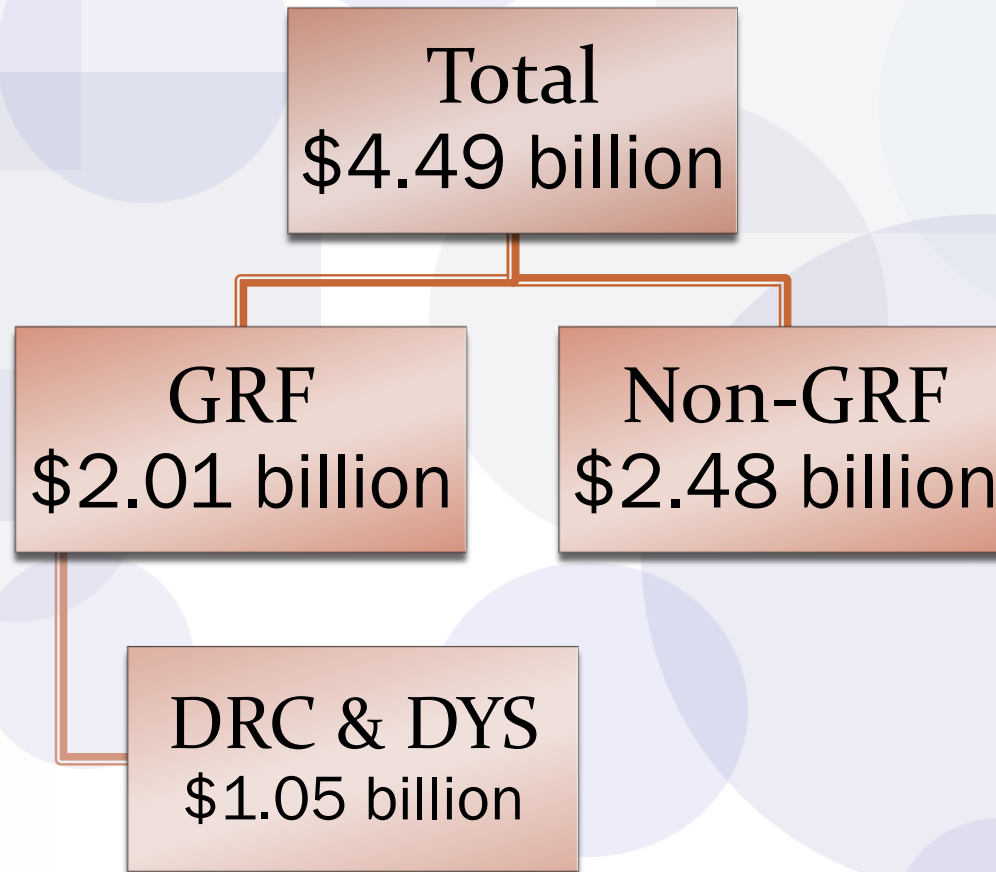 Total
$4.49 billion
GRF
$2.01 billion
Non-GRF
$2.48 billion
DRC & DYS
$1.05 billion